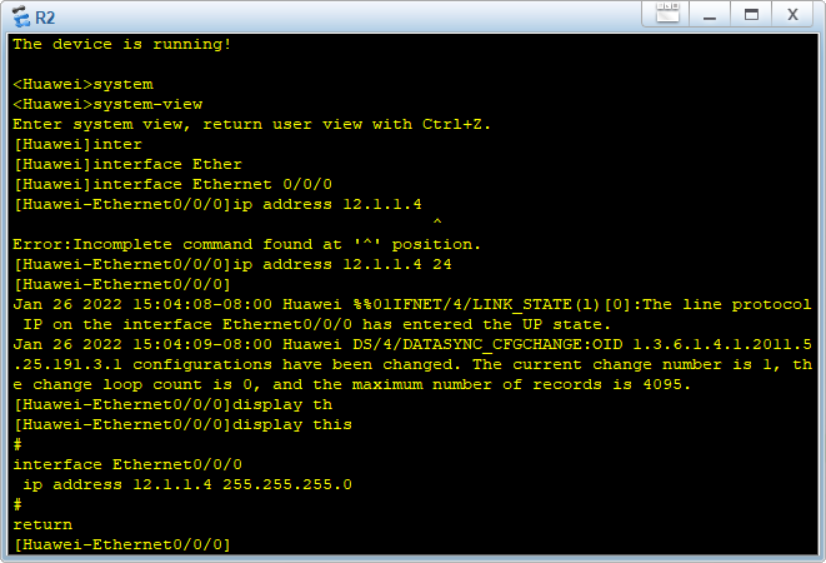 R2
The device is running!
<Huawei>system
<Huawei>system-view
Enter system view, return user view with Ctrl+Z.
[Huawei]inter
[Huawei]interface Ether
[Huawei]interface Ethernet 0/0/0
[Huawei-Ethernet0/0/0]ip address 12.1.1.4
^
Error:Incomplete command found at '^' position.
[Huawei-Ethernet0/0/0]ip address 12.1.1.4 24
[Huawei-Ethernet0/0/0]
Jan 26 2022 15:04:08-08:00 Huawei %%01IFNET/4/LINK_STATE(l)[0]:The line protocol
IP on the interface Ethernet0/0/0 has entered the UP state.
Jan 26 2022 15:04:09-08:00 Huawei DS/4/DATASYNC_CFGCHANGE:OID 1.3.6.1.4.1.2011.5
.25.191.3.1 configurations have been changed. The current change number is 1, th
e change loop count is 0, and the maximum number of records is 4095.
[Huawei-Ethernet0/0/0]display th
[Huawei-Ethernet0/0/0]display this
#
interface Ethernet0/0/0
ip address 12.1.1.4 255.255.255.0
#
return
[Huawei-Ethernet0/0/0]